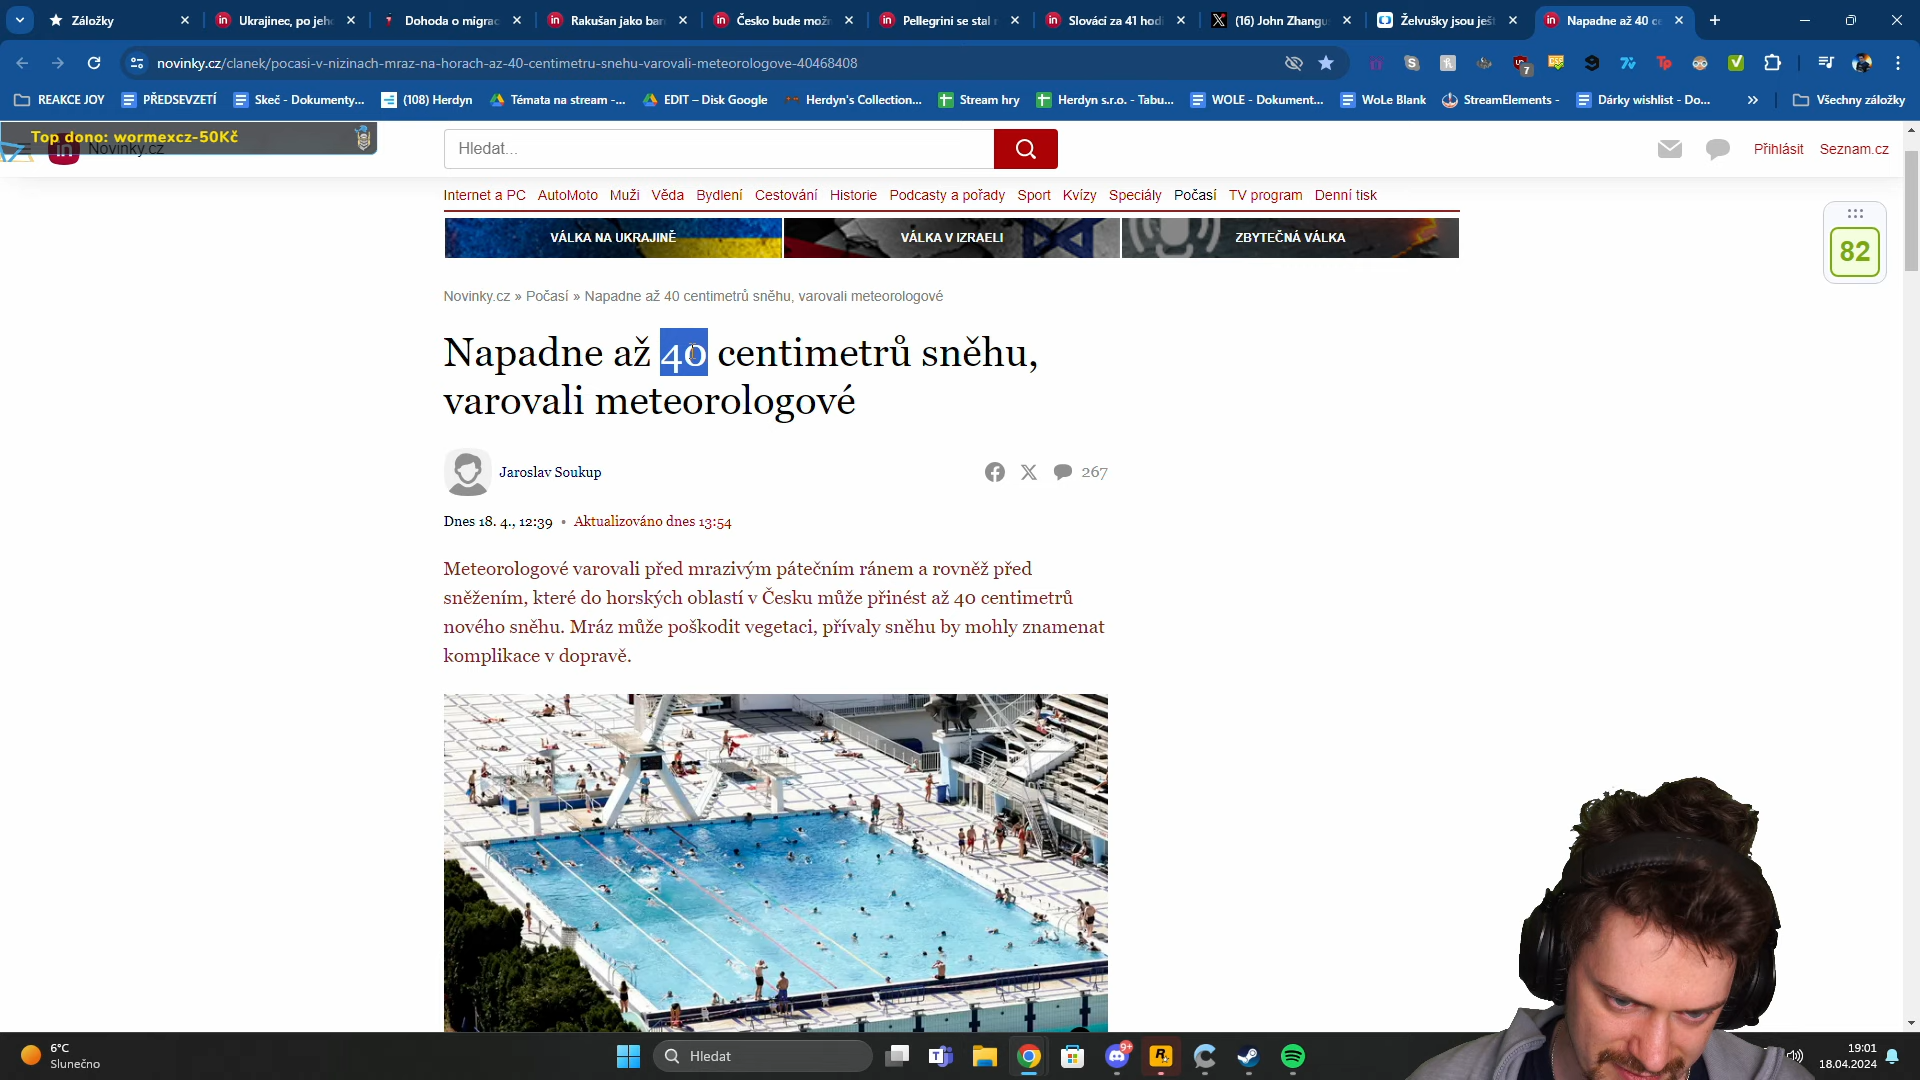 Záložky
Ukrajinec, po jeh
Dohoda o migrac
Rakušan jako ban
Česko bude možn
Pellegrini se stal
Slováci za 41 hodi
(16) John Zhangu
Želvušky jsou ješt
Napadne až 40 ce
novinky.cz/clanek/pocasi-v-nizinach-mraz-na-horach-az-40-centimetru-snehu-varovali-meteorologove-40468408
REAKCE JOY
PŘEDSEVZETÍ
Skeč - Dokumenty...
(108) Herdyn
Témata na stream -...
EDIT – Disk Google
Herdyn's Collection...
Stream hry
Herdyn s.r.o. - Tabu...
WOLE - Dokument...
WoLe Blank
StreamElements -
Dárky wishlist - Do...
Všechny záložky
Top dono: wormexcz-50Kč
Novinky.cz
Hledat...
Přihlásit
Seznam.cz
Internet a PC AutoMoto Muži Věda Bydlení Cestování Historie Podcasty a pořady Sport Kvízy Speciály Počasí TV program Denní tisk
VÁLKA NA UKRAJINĚ
VÁLKA V IZRAELI
ZBYTEČNÁ VÁLKA
82
Novinky.cz » Počasí » Napadne až 40 centimetrů sněhu, varovali meteorologové
Napadne až 40 centimetrů sněhu,
varovali meteorologové
Jaroslav Soukup
267
Dnes 18. 4., 12:39 • Aktualizováno dnes 13:54
Meteorologové varovali před mrazivým pátečním ránem a rovněž před
sněžením, které do horských oblastí v Česku může přinést až 40 centimetrů
nového sněhu. Mráz může poškodit vegetaci, přívaly sněhu by mohly znamenat
komplikace v dopravě.
6°C
Slunečno
Hledat
9+
19:01
18.04.2024